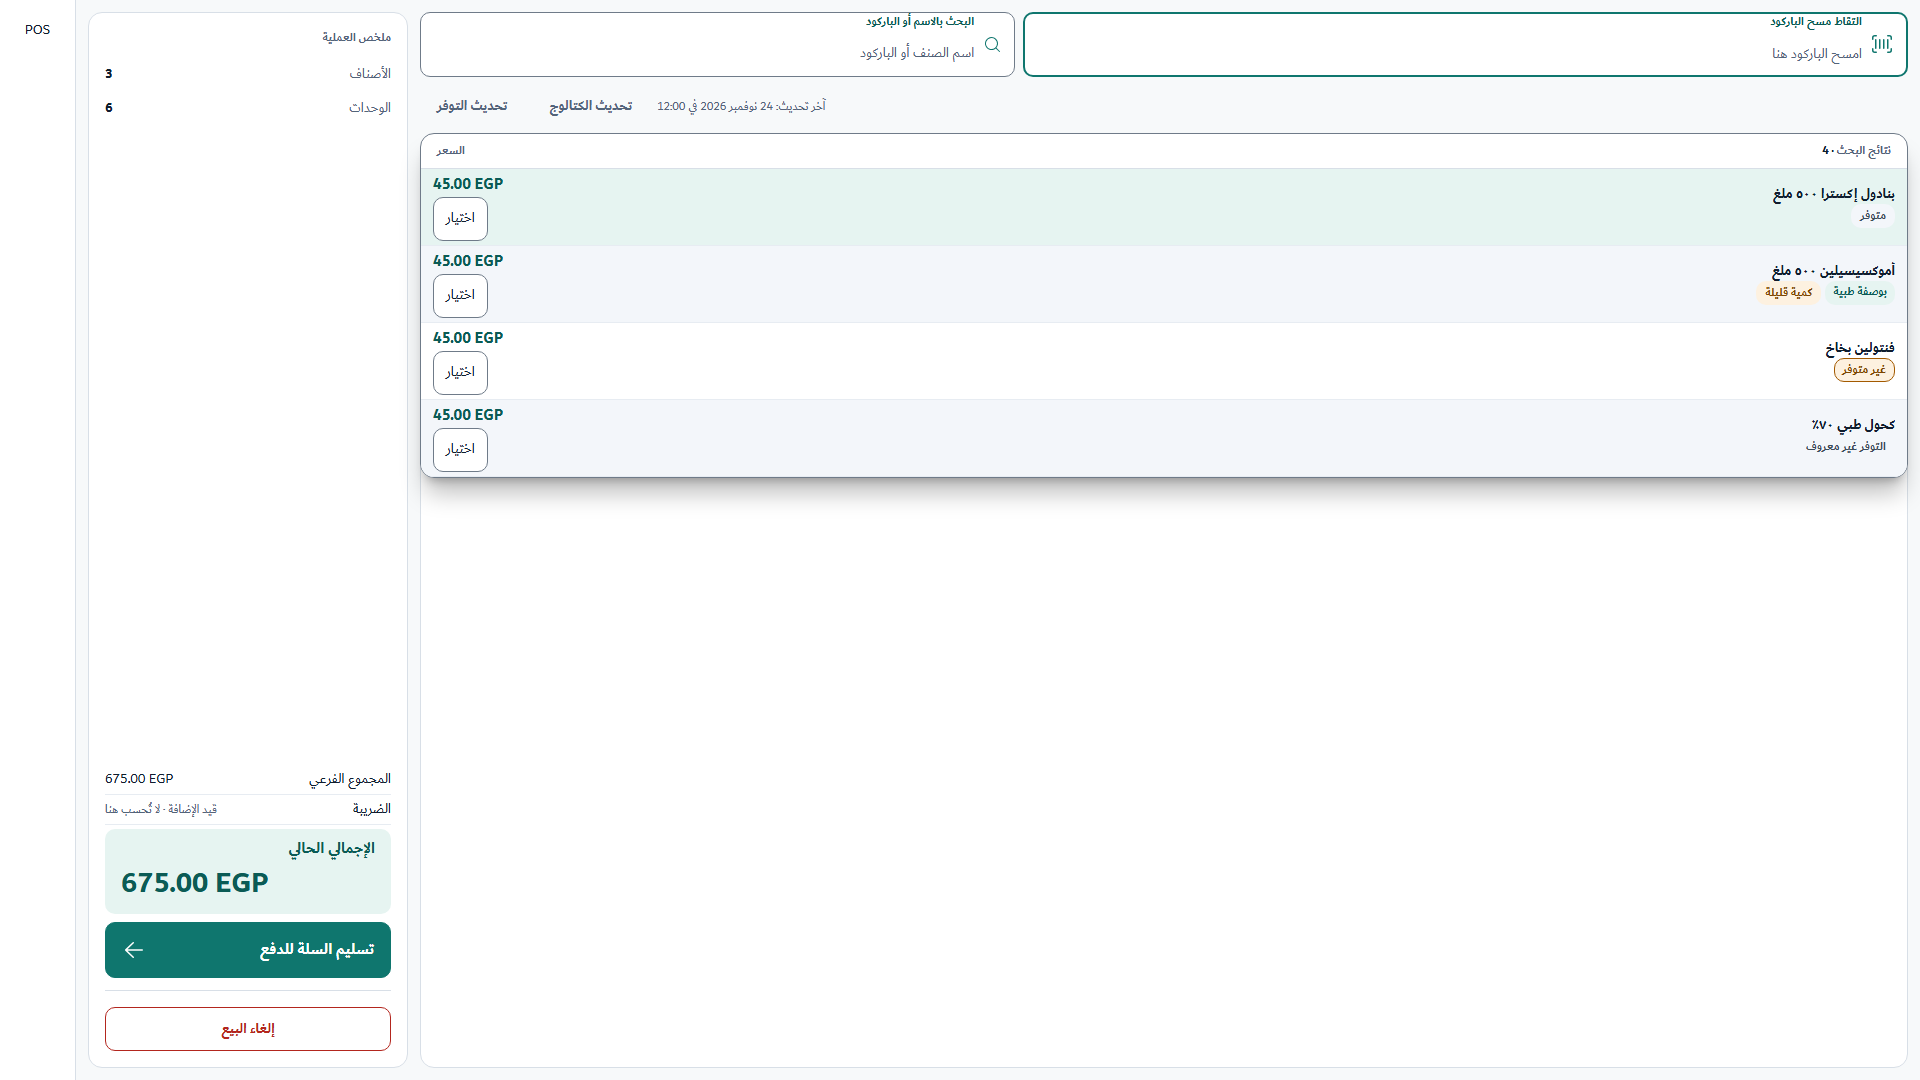 التقاط مسح الباركود
امسح الباركود هنا
البحث بالاسم أو الباركود
اسم الصنف أو الباركود
آخر تحديث: 24 نوفمبر 2026 في 12:00
تحديث الكتالوج
تحديث التوفر
نتائج البحث · 4
السعر
بنادول إكسترا ٥٠٠ ملغ
متوفر
45.00 EGP
اختيار
أموكسيسيلين ٥٠٠ ملغ
بوصفة طبية
كمية قليلة
45.00 EGP
اختيار
فنتولين بخاخ
غير متوفر
45.00 EGP
اختيار
كحول طبي ٧٠٪
التوفر غير معروف
45.00 EGP
اختيار
ملخص العملية
الأصناف 3
الوحدات 6
المجموع الفرعي 675.00 EGP
الضريبة قيد الإضافة - لا تُحسب هنا
الإجمالي الحالي
675.00 EGP
تسليم السلة للدفع
إلغاء البيع
POS